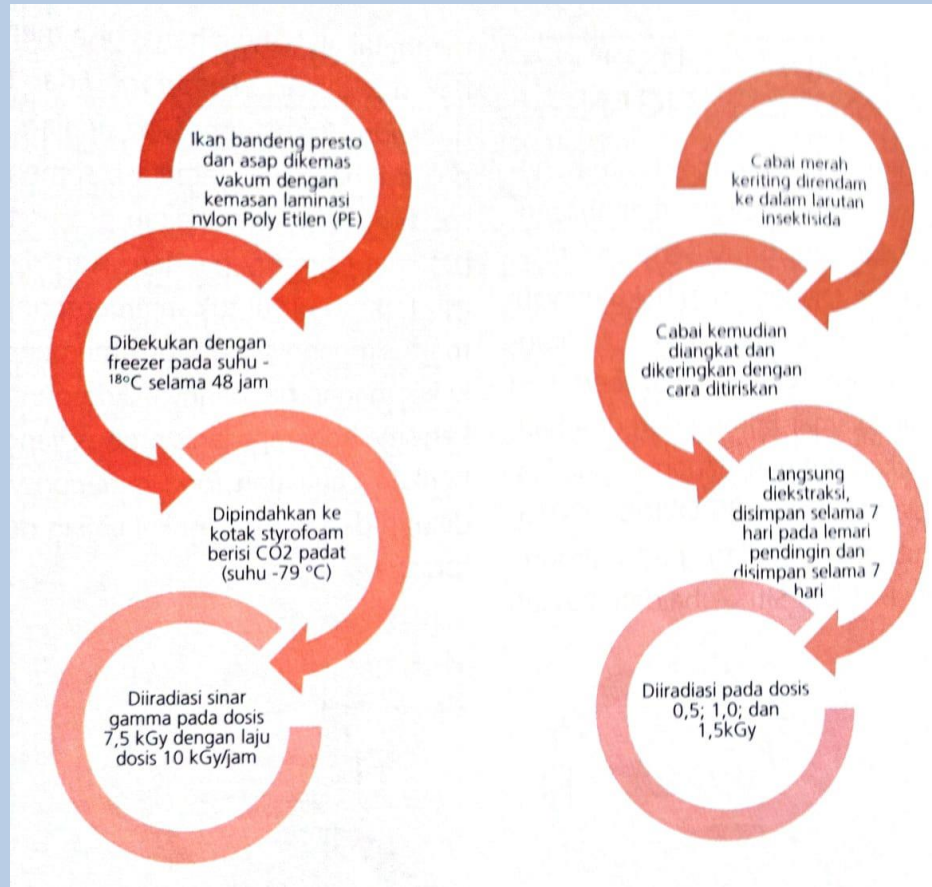 Ikan bandeng presto
dan asap dikemas
vakum dengan
kemasan laminasi
nylon Poly Etilen (PE)
Dibekukan dengan
freezer pada suhu -
18°C selama 48 jam
Dipindahkan ke
kotak styrofoam
berisi CO2 padat
(suhu -79 °C)
Diiradiasi sinar
gamma pada dosis
7,5 kGy dengan laju
dosis 10 kGy/jam
Cabai merah
keriting direndam
ke dalam larutan
insektisida
Cabai kemudian
diangkat dan
dikeringkan dengan
cara ditiriskan
Langsung
diekstraksi,
disimpan selama 7
hari pada lemari
pendingin dan
disimpan selama 7
hari
Diiradiasi pada dosis
0,5; 1,0; dan
1,5kGy